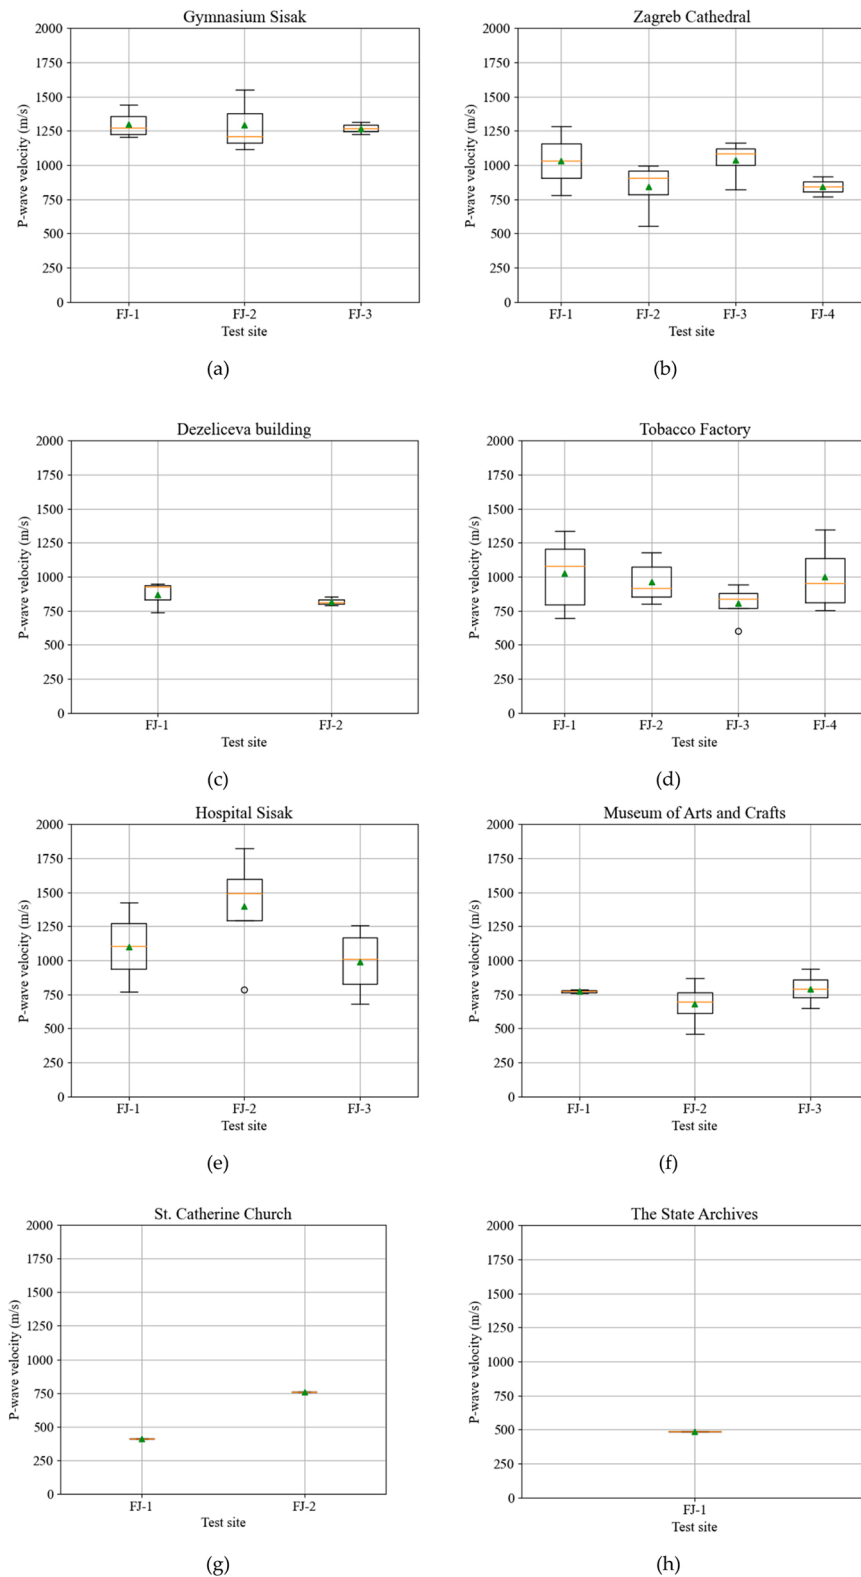 Gymnasium Sisak
2000
1750
1500
1250
1000
750
500
250
0
P-wave velocity (m/s)
FJ-1 FJ-2 FJ-3
Test site
(a)
Zagreb Cathedral
2000
1750
1500
1250
1000
750
500
250
0
P-wave velocity (m/s)
FJ-1 FJ-2 FJ-3 FJ-4
Test site
(b)
Dezeliceva building
2000
1750
1500
1250
1000
750
500
250
0
P-wave velocity (m/s)
FJ-1 FJ-2
Test site
(c)
Tobacco Factory
2000
1750
1500
1250
1000
750
500
250
0
P-wave velocity (m/s)
FJ-1 FJ-2 FJ-3 FJ-4
Test site
(d)
Hospital Sisak
2000
1750
1500
1250
1000
750
500
250
0
P-wave velocity (m/s)
FJ-1 FJ-2 FJ-3
Test site
(e)
Museum of Arts and Crafts
2000
1750
1500
1250
1000
750
500
250
0
P-wave velocity (m/s)
FJ-1 FJ-2 FJ-3
Test site
(f)
St. Catherine Church
2000
1750
1500
1250
1000
750
500
250
0
P-wave velocity (m/s)
FJ-1 FJ-2
Test site
(g)
The State Archives
2000
1750
1500
1250
1000
750
500
250
0
P-wave velocity (m/s)
FJ-1
Test site
(h)